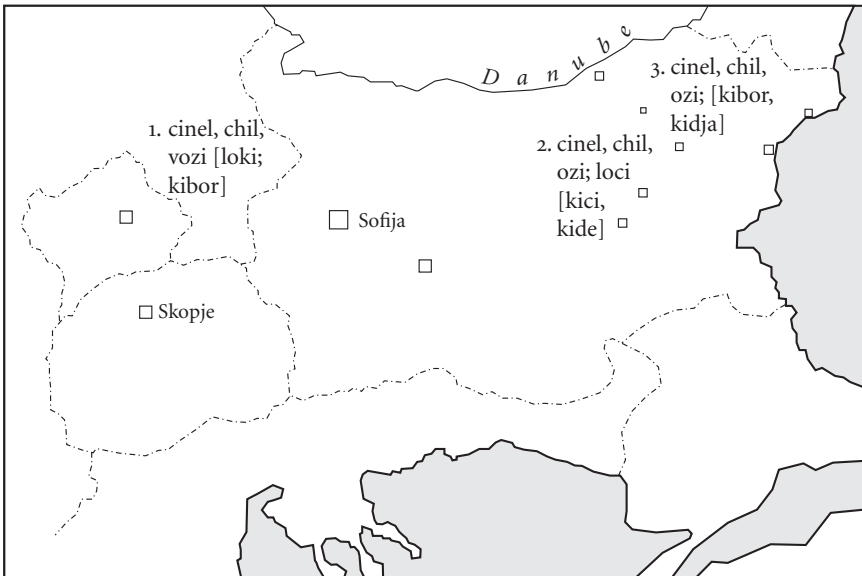 Danube
3. cinel, chil,
ozi; [kibor,
kidja]
1. cinel, chil,
vozi [loki;
kibor]
2. cinel, chil,
ozi; loci
[kici,
kide]
Sofija
Skopje